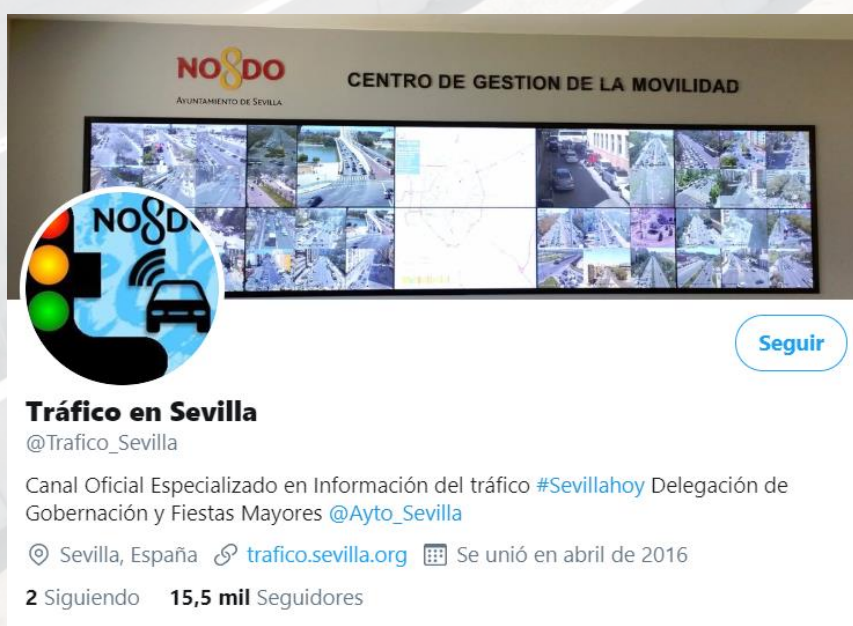 NO8DO
AYUNTAMIENTO DE SEVILLA
CENTRO DE GESTION DE LA MOVILIDAD
NO8DO
Seguir
Tráfico en Sevilla
@Trafico_Sevilla
Canal Oficial Especializado en Información del tráfico #Sevillahoy Delegación de
Gobernación y Fiestas Mayores @Ayto_Sevilla
Sevilla, España trafico.sevilla.org Se unió en abril de 2016
2 Siguiendo 15,5 mil Seguidores